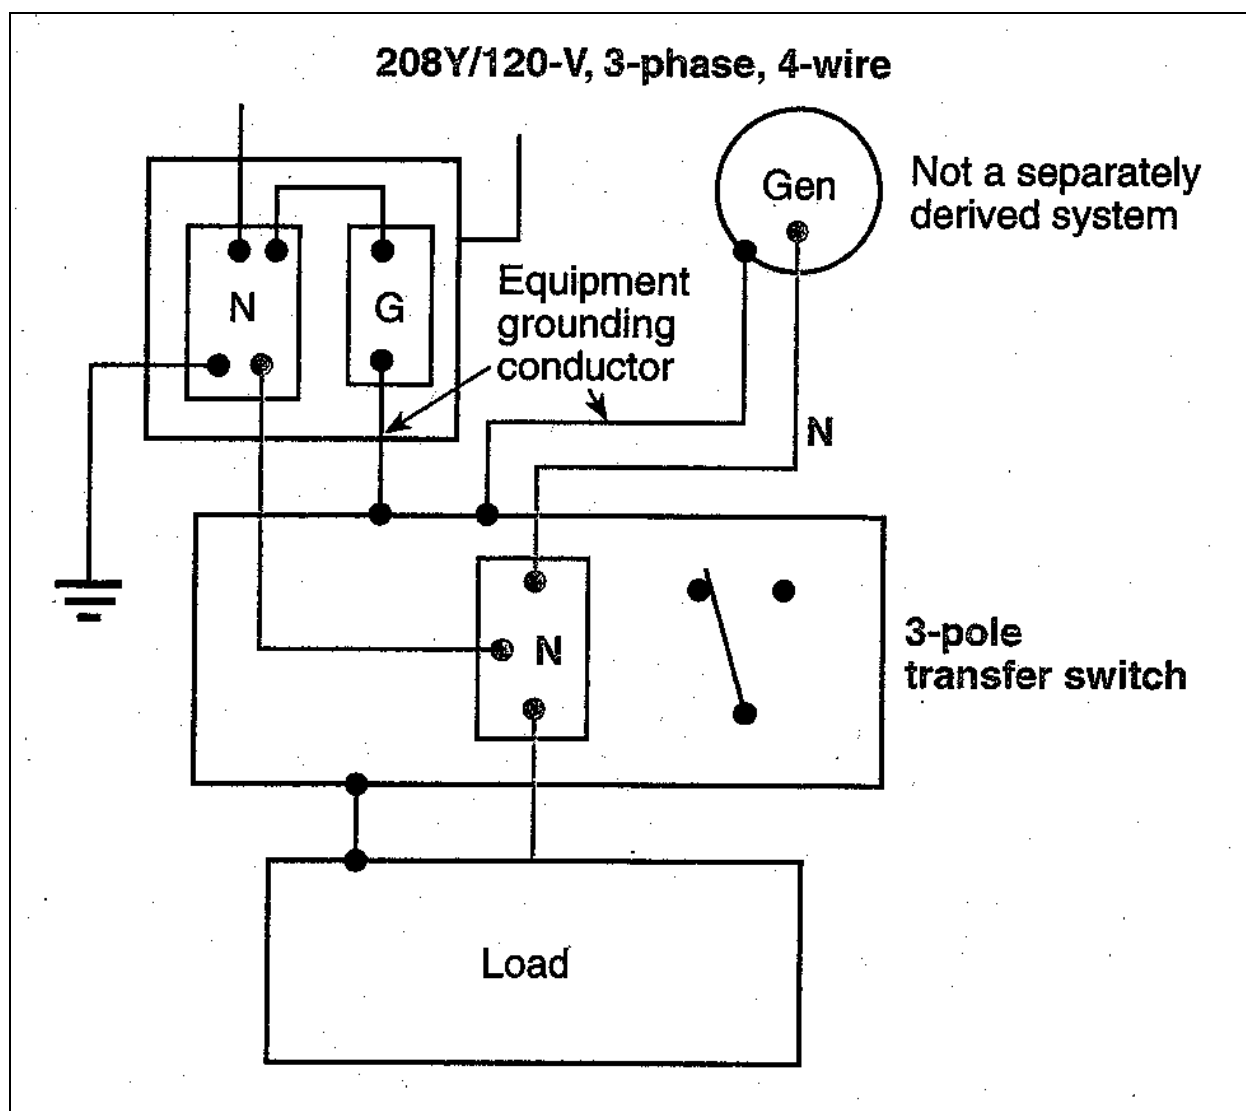 208Y/120-V, 3-phase, 4-wire
Gen
Not a separately
derived system
N
G
Equipment
grounding
conductor
N
N
3-pole
transfer switch
Load